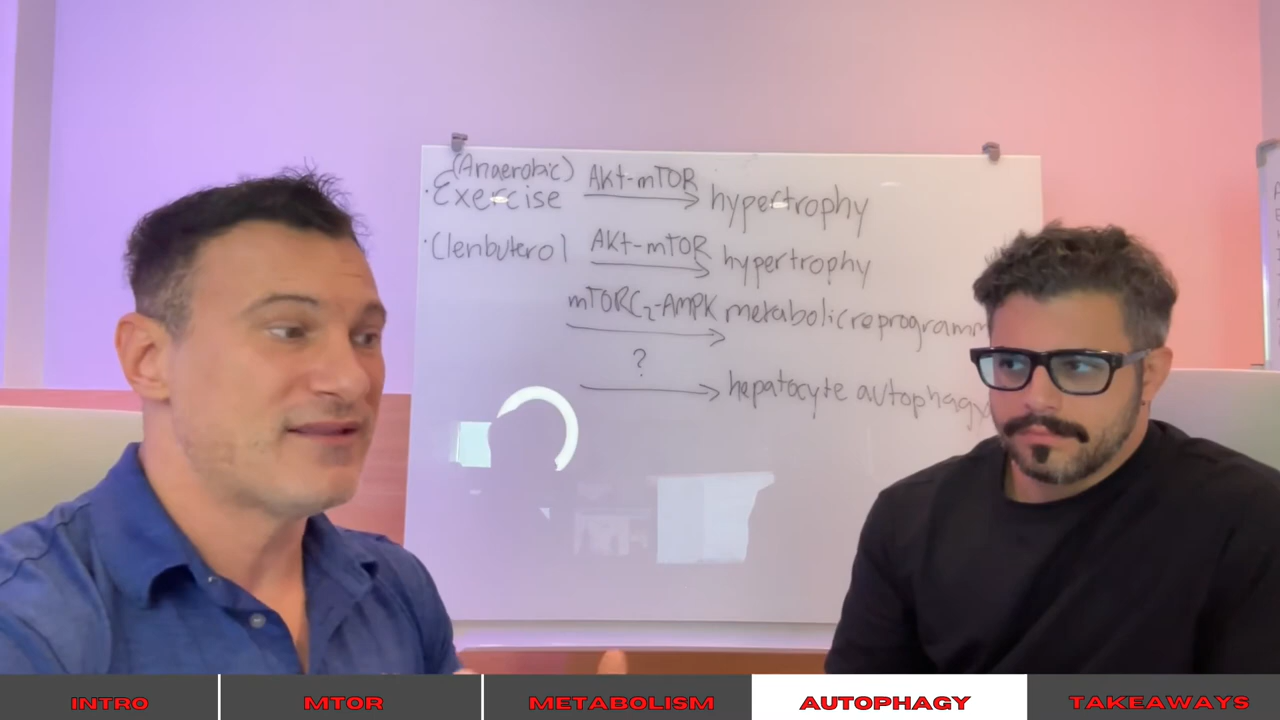 (Anaerobic)
·Exercise AKt-mTOR hypertrophy
·Clenbuterol AKt-mTOR hypertrophy
mTORC2-AMPK metabolic reprogramm
? hepatocyte autophagy
INTRO
MTOR
METABOLISM
AUTOPHAGY
TAKEAWAYS